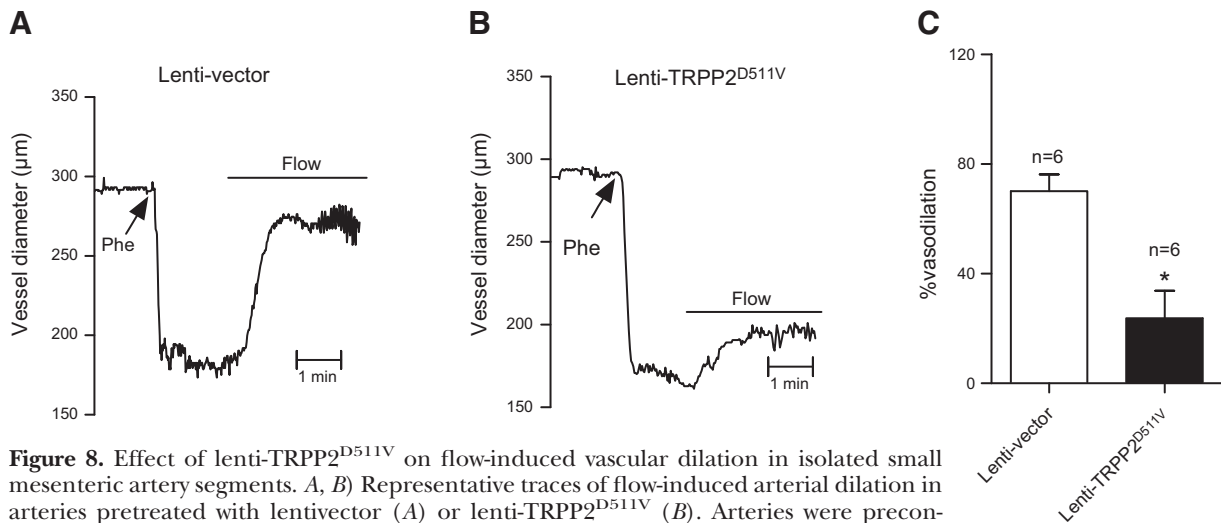 A
Lenti-vector
Vessel diameter (µm)
350
300
250
200
150
Phe
Flow
1 min
B
Lenti-TRPP2D511V
Vessel diameter (µm)
350
300
250
200
150
Phe
Flow
1 min
C
%vasodilation
120
80
40
0
n=6
n=6
*
Lenti-vector
Lenti-TRPP2D511V
Figure 8. Effect of lenti-TRPP2D511V on flow-induced vascular dilation in isolated small
mesenteric artery segments. A, B) Representative traces of flow-induced arterial dilation in
arteries pretreated with lentivector (A) or lenti-TRPP2D511V (B). Arteries were precon-